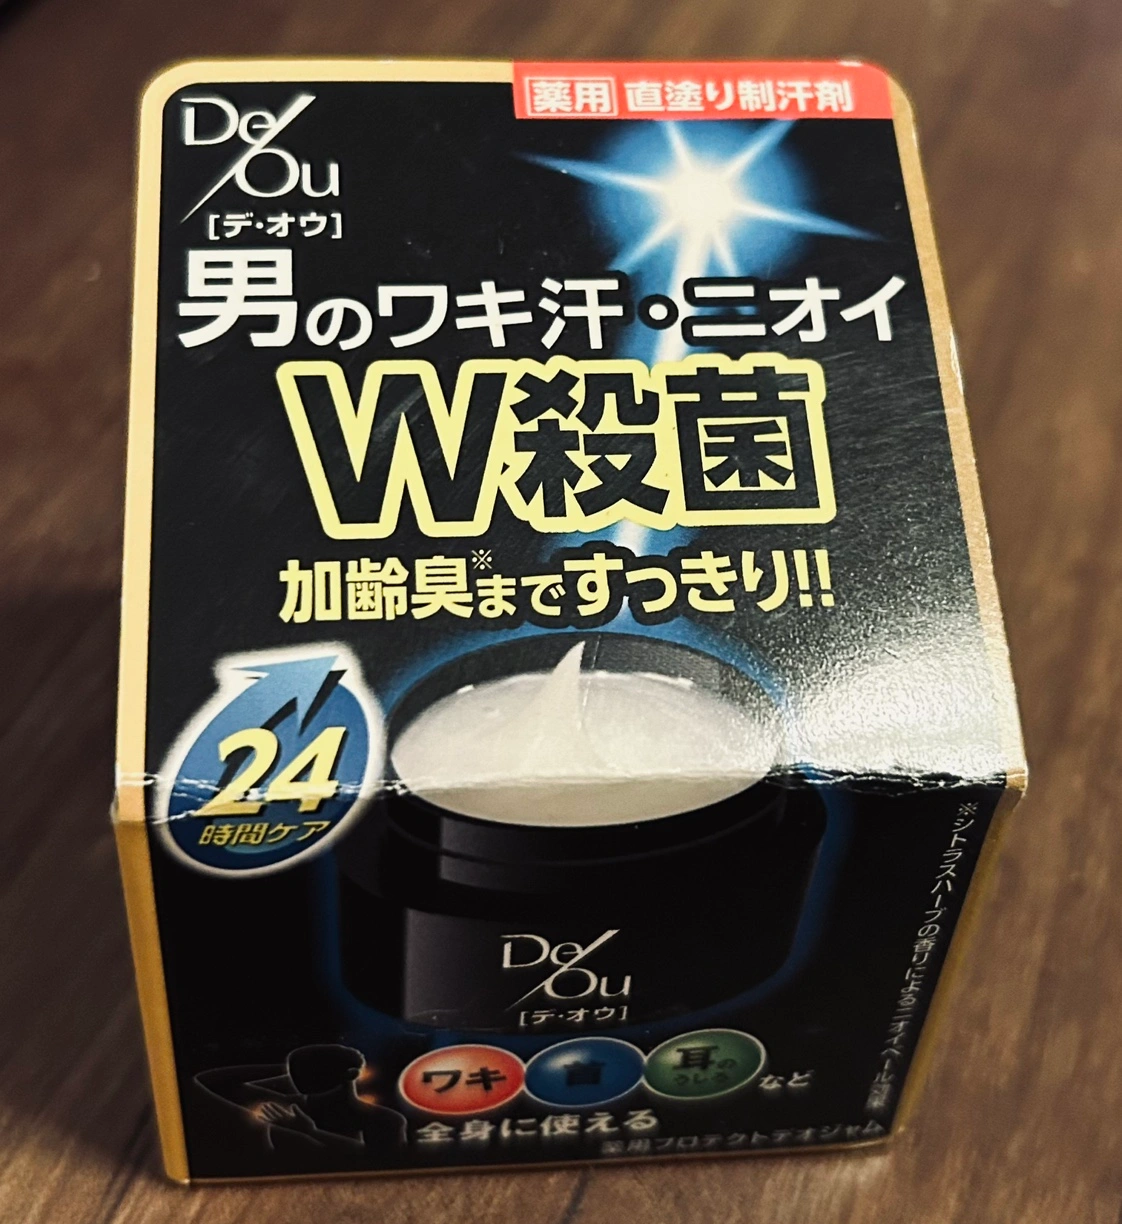 薬用 直塗り制汗剤
De/Ou
[デ・オウ]
男のワキ汗・ニオイ
W殺菌
加齢臭※まですっきり!!
24
時間ケア
De/Ou
[デ・オウ]
ワキ 首 耳のうしろ など
全身に使える
薬用プロテクトデオジャム
※シトラスハーブの香りによるニオイベール効果